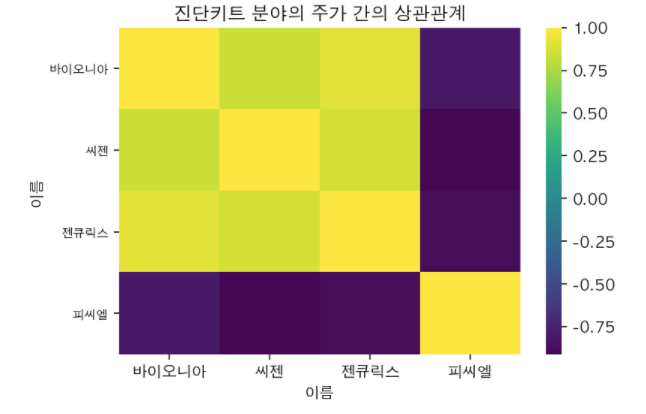 진단키트 분야의 주가 간의 상관관계
바이오니아
씨젠
젠큐릭스
피씨엘
이름
바이오니아 씨젠 젠큐릭스 피씨엘
이름
1.00
0.75
0.50
0.25
0.00
-0.25
-0.50
-0.75